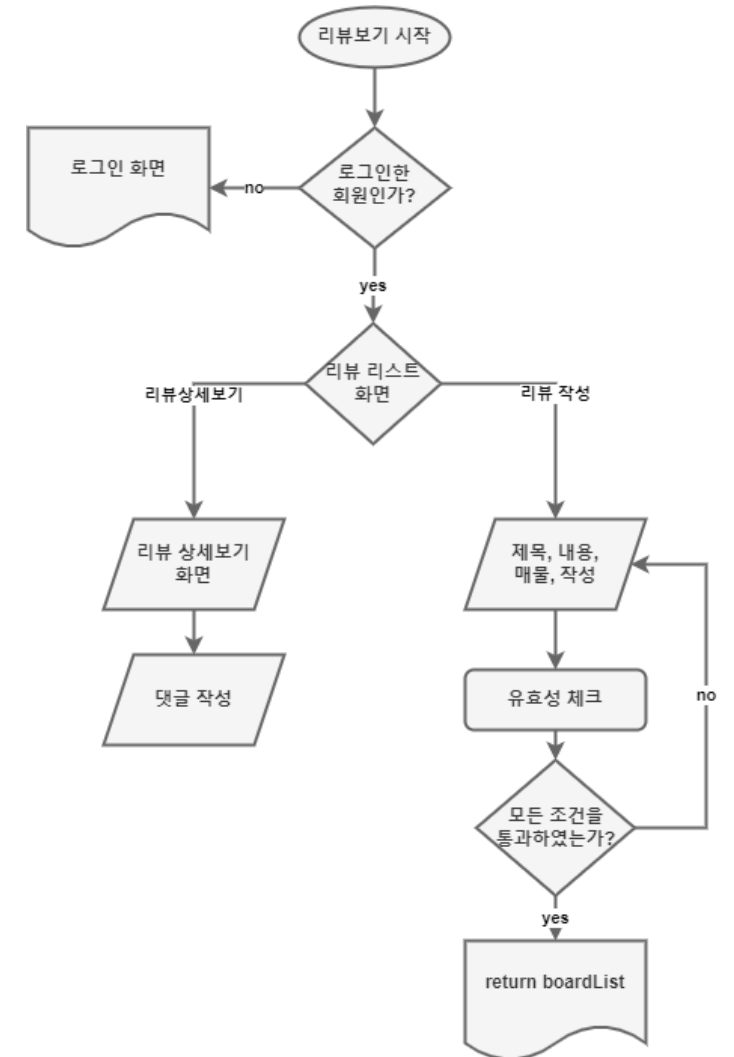 리뷰보기 시작
로그인 화면
no
로그인한
회원인가?
yes
리뷰 리스트
화면
리뷰상세보기
리뷰 작성
리뷰 상세보기
화면
제목, 내용,
매물, 작성
댓글 작성
유효성 체크
no
모든 조건을
통과하였는가?
yes
return boardList